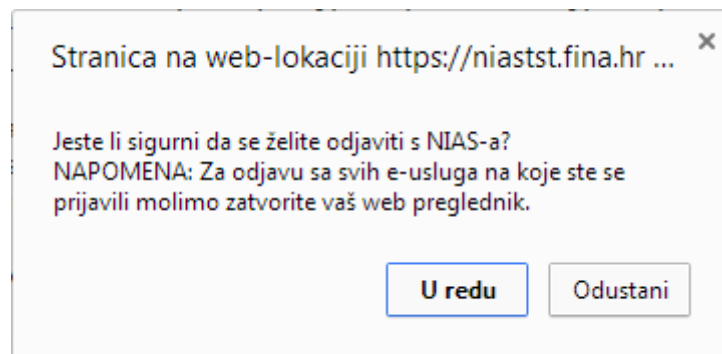 Stranica na web-lokaciji https://niastst.fina.hr ...
Jeste li sigurni da se želite odjaviti s NIAS-a?
NAPOMENA: Za odjavu sa svih e-usluga na koje ste se
prijavili molimo zatvorite vaš web preglednik.
U redu
Odustani